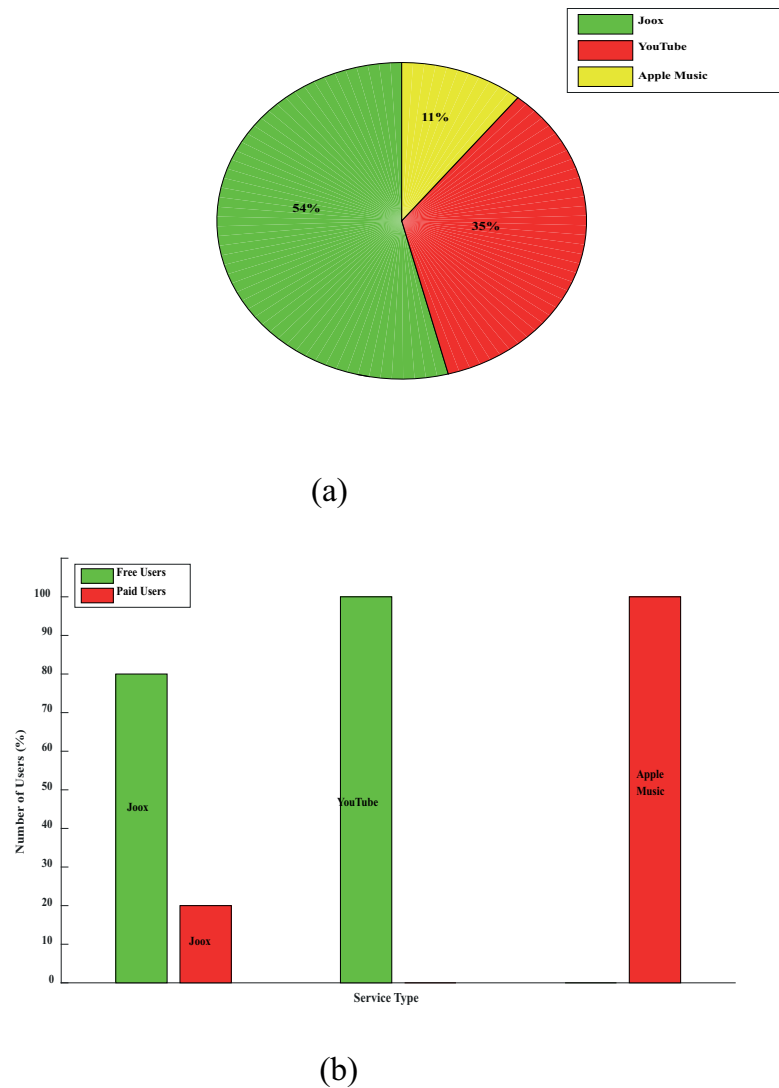 Joox
YouTube
Apple Music
11%
54%
35%
(a)
Free Users
Paid Users
100
90
80
70
60
50
40
30
20
10
0
Number of Users (%)
Joox
Joox
YouTube
Apple
Music
Service Type
(b)